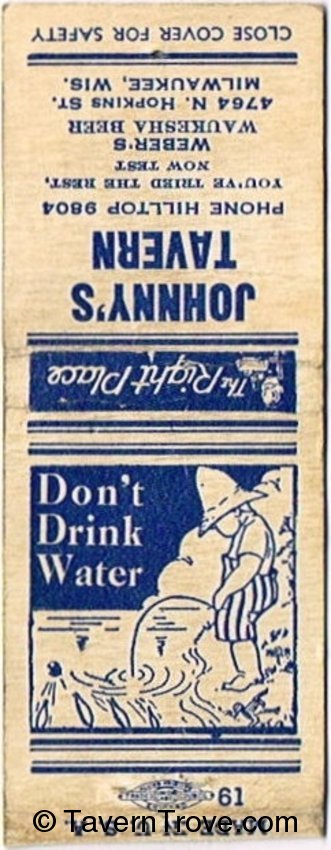 CLOSE COVER FOR SAFETY
4764 N. HOPKINS ST.
MILWAUKEE, WIS.
WEBER'S
WAUKESHA BEER
NOW TEST
YOU'VE TRIED THE REST,
PHONE HILLTOP 9804
JOHNNY'S
TAVERN
The Right Place
Don't
Drink
Water
19
© TavernTrove.com